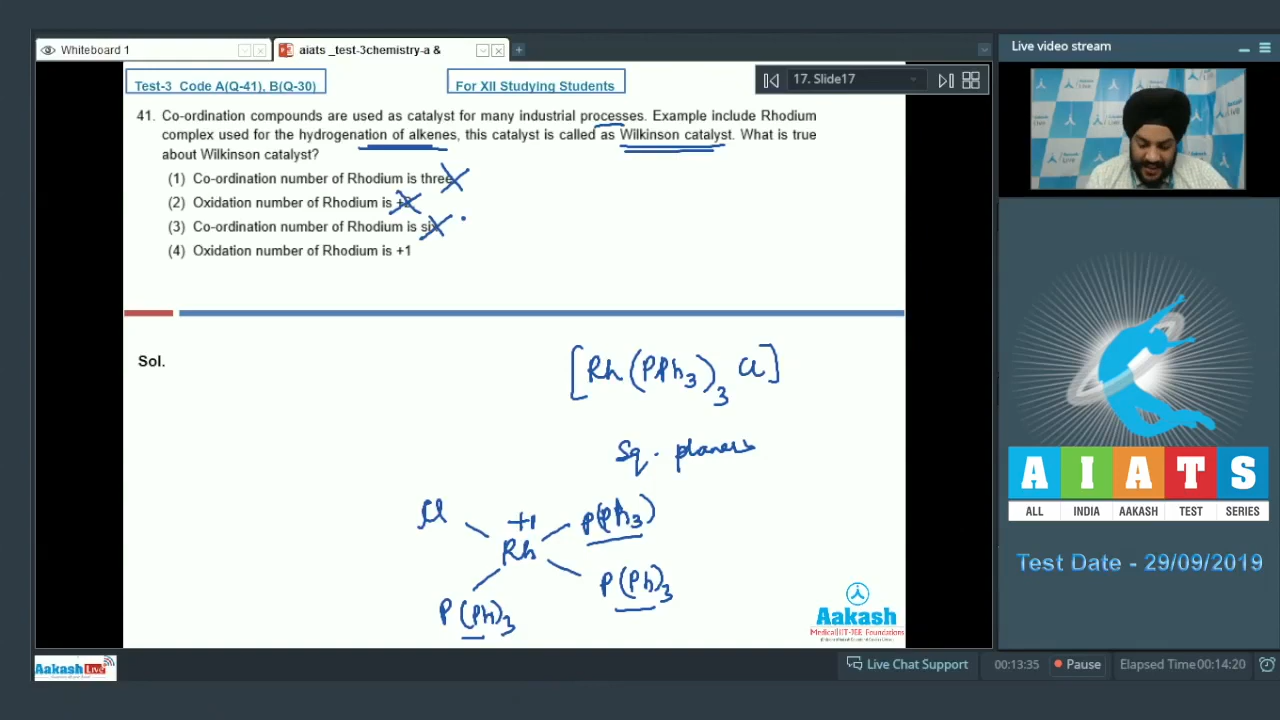 Whiteboard 1
aiats _test-3chemistry-a &
Live video stream
Test-3 Code A(Q-41), B(Q-30)
For XII Studying Students
17. Slide17
41. Co-ordination compounds are used as catalyst for many industrial processes. Example include Rhodium
complex used for the hydrogenation of alkenes, this catalyst is called as Wilkinson catalyst. What is true
about Wilkinson catalyst?
(1) Co-ordination number of Rhodium is three
(2) Oxidation number of Rhodium is
(3) Co-ordination number of Rhodium is six
(4) Oxidation number of Rhodium is +1
Sol.
[Rh(PPh3)3 Cl]
Sq. planar
Cl
+1
P(Ph3)
Rh
P(Ph)3
P(Ph)3
Aakash
Medical|IIT-JEE|Foundations
AIATS
ALL INDIA AAKASH TEST SERIES
Test Date - 29/09/2019
Aakash Live
Live Chat Support
00:13:35
Pause
Elapsed Time 00:14:20